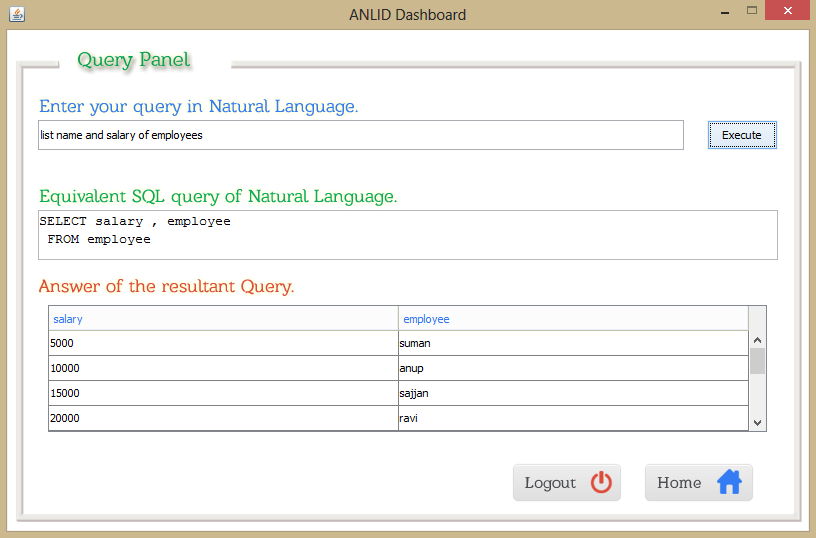 ANLID Dashboard
Query Panel
Enter your query in Natural Language.
list name and salary of employees
Execute
Equivalent SQL query of Natural Language.
SELECT salary , employee
FROM employee
Answer of the resultant Query.
salary employee
5000 suman
10000 anup
15000 sajjan
20000 ravi
Logout Home